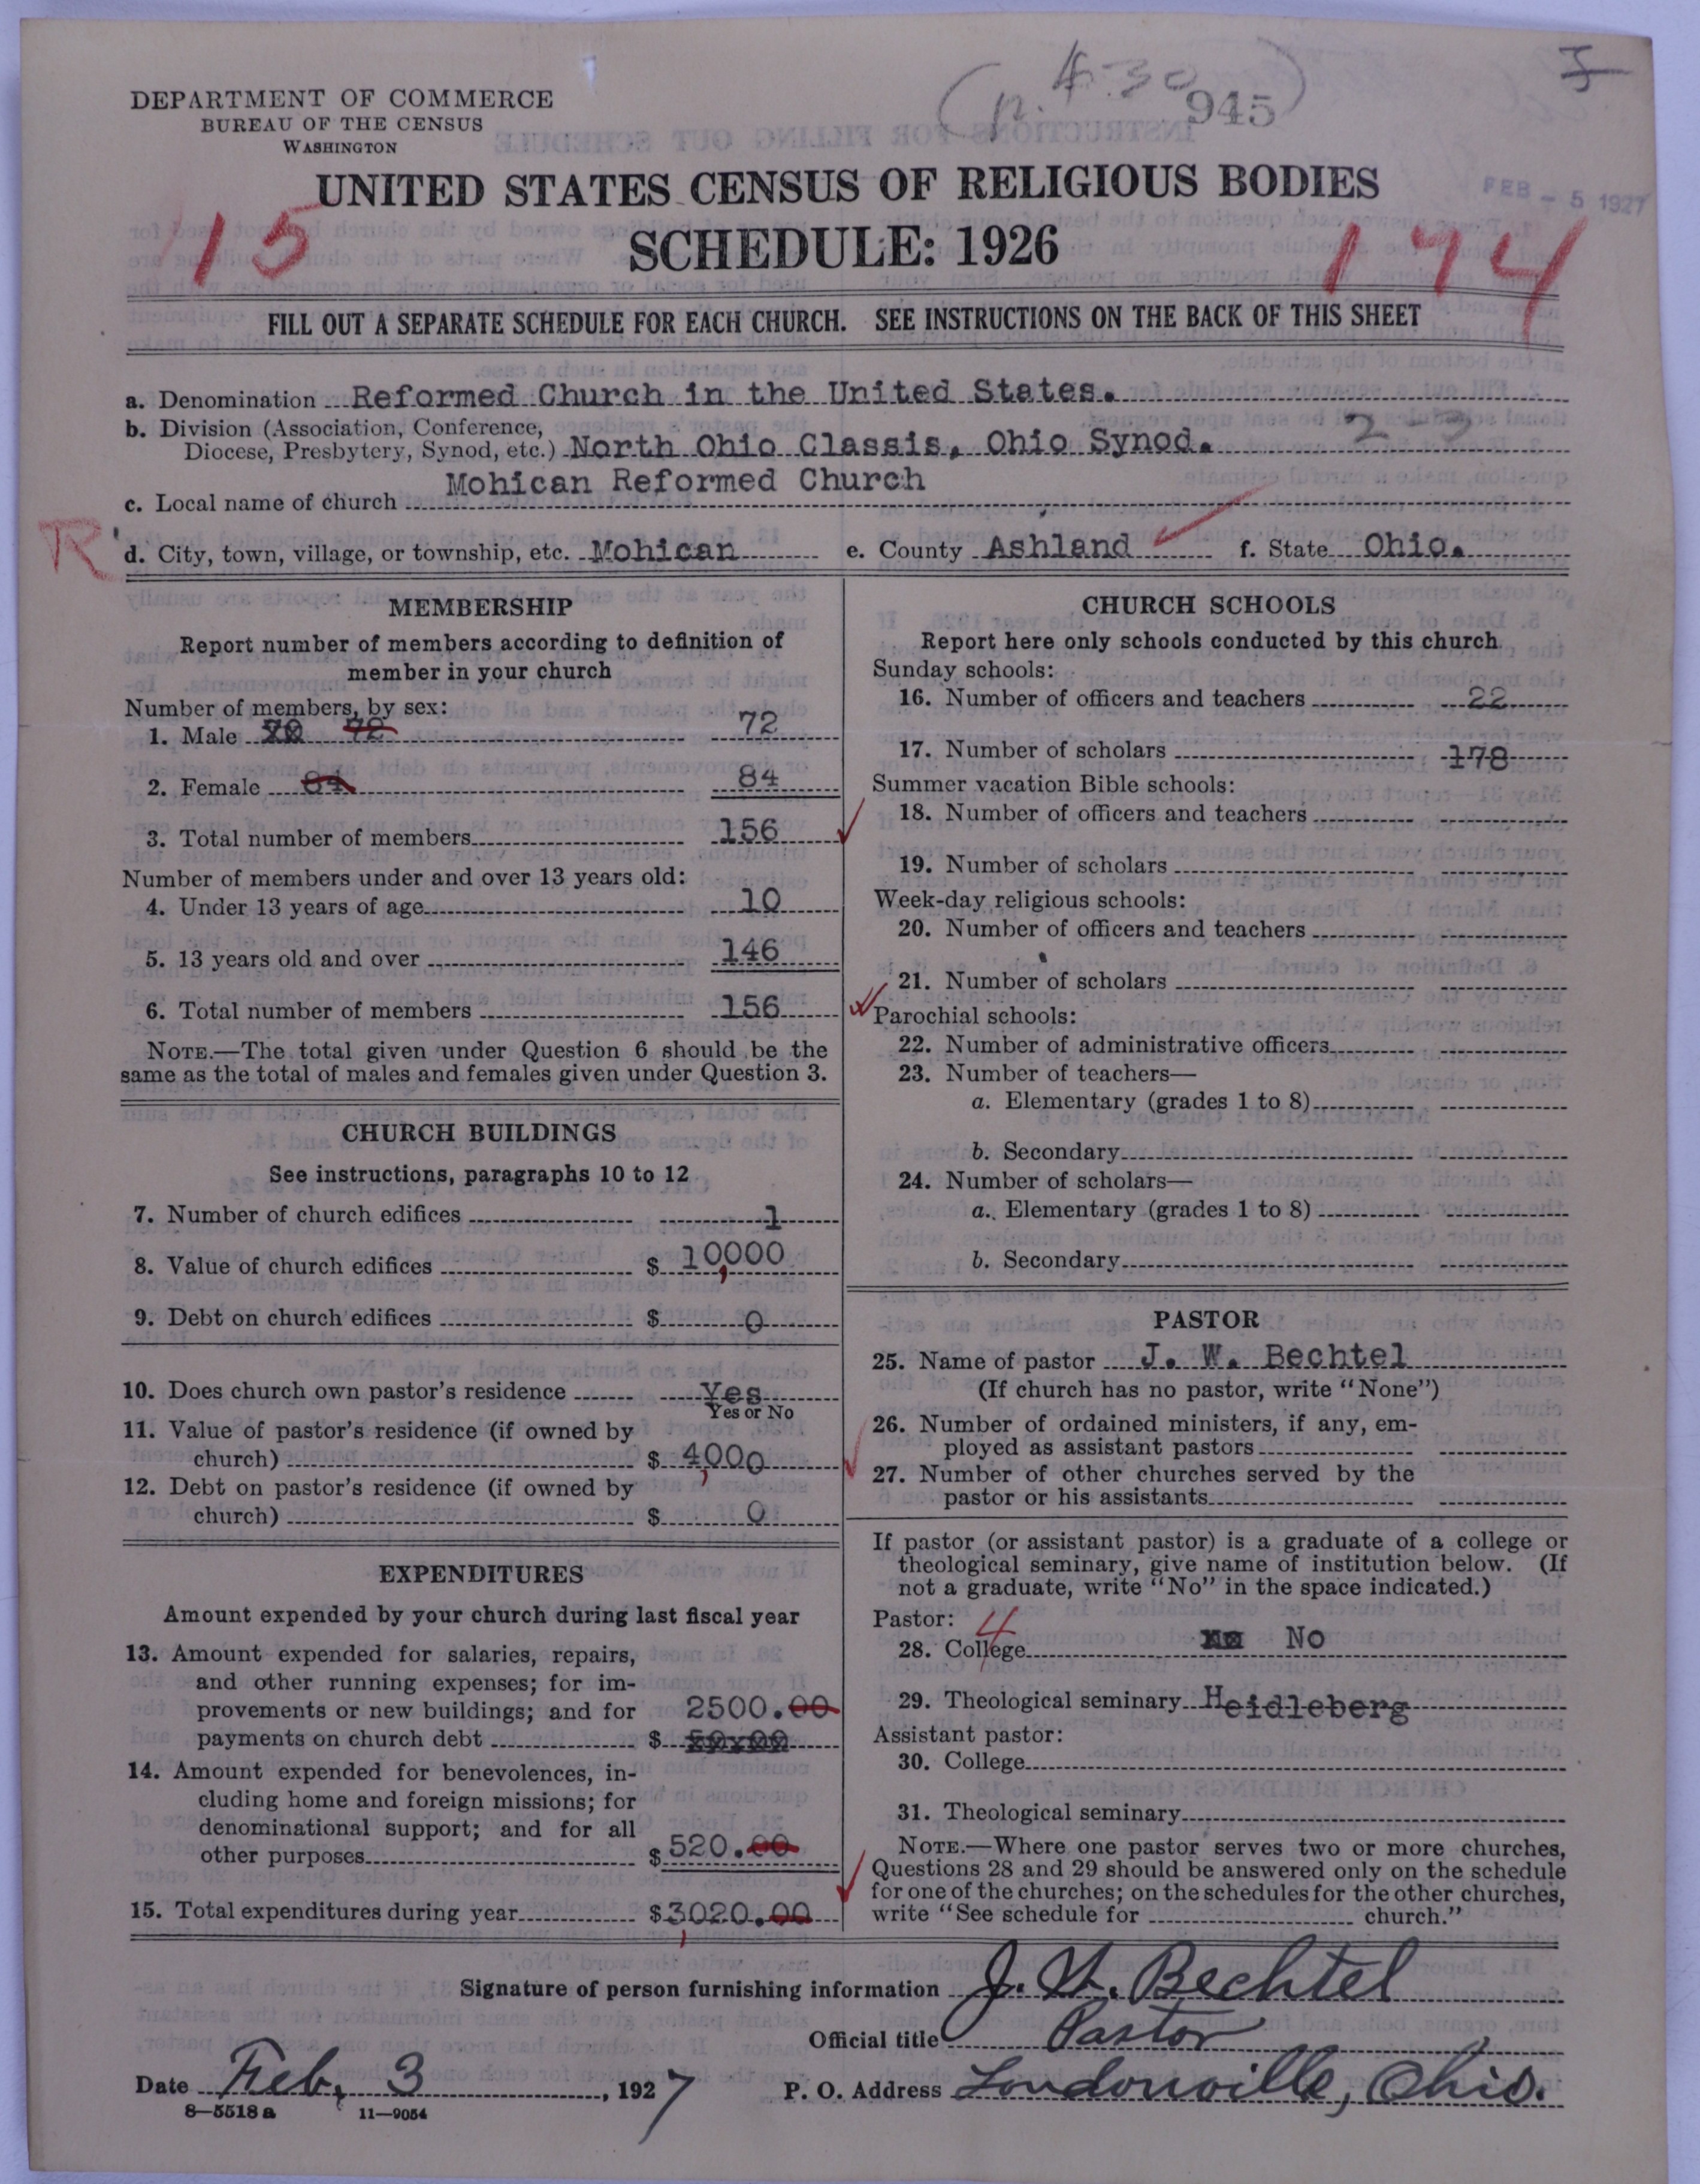 (p. 4-30)
945
DEPARTMENT OF COMMERCE
BUREAU OF THE CENSUS
WASHINGTON
UNITED STATES CENSUS OF RELIGIOUS BODIES
FEB - 5 1927
15
SCHEDULE: 1926
174
FILL OUT A SEPARATE SCHEDULE FOR EACH CHURCH. SEE INSTRUCTIONS ON THE BACK OF THIS SHEET
a. Denomination Reformed Church in the United States.
b. Division (Association, Conference,
Diocese, Presbytery, Synod, etc.) North Ohio Classis, Ohio Synod.
c. Local name of church Mohican Reformed Church
R
d. City, town, village, or township, etc. Mohican e. County Ashland f. State Ohio.
MEMBERSHIP
Report number of members according to definition of
member in your church
Number of members, by sex:
1. Male 72 72
2. Female 84 84
3. Total number of members 156
Number of members under and over 13 years old:
4. Under 13 years of age 10
5. 13 years old and over 146
6. Total number of members 156
NOTE.—The total given under Question 6 should be the
same as the total of males and females given under Question 3.
CHURCH BUILDINGS
See instructions, paragraphs 10 to 12
7. Number of church edifices 1
8. Value of church edifices $ 10,000
9. Debt on church edifices $ 0
10. Does church own pastor's residence Yes
Yes or No
11. Value of pastor's residence (if owned by
church) $ 4,000
12. Debt on pastor's residence (if owned by
church) $ 0
EXPENDITURES
Amount expended by your church during last fiscal year
13. Amount expended for salaries, repairs,
and other running expenses; for im-
provements or new buildings; and for 2500.00
payments on church debt $
14. Amount expended for benevolences, in-
cluding home and foreign missions; for
denominational support; and for all
other purposes $ 520.00
15. Total expenditures during year $ 3,020.00
CHURCH SCHOOLS
Report here only schools conducted by this church
Sunday schools:
16. Number of officers and teachers 22
17. Number of scholars 178
Summer vacation Bible schools:
18. Number of officers and teachers
19. Number of scholars
Week-day religious schools:
20. Number of officers and teachers
21. Number of scholars
Parochial schools:
22. Number of administrative officers
23. Number of teachers—
a. Elementary (grades 1 to 8)
b. Secondary
24. Number of scholars—
a. Elementary (grades 1 to 8)
b. Secondary
PASTOR
25. Name of pastor J. W. Bechtel
(If church has no pastor, write "None")
26. Number of ordained ministers, if any, em-
ployed as assistant pastors
27. Number of other churches served by the
pastor or his assistants
If pastor (or assistant pastor) is a graduate of a college or
theological seminary, give name of institution below. (If
not a graduate, write "No" in the space indicated.)
Pastor: 4
28. College No
29. Theological seminary Heidleberg
Assistant pastor:
30. College
31. Theological seminary
NOTE.—Where one pastor serves two or more churches,
Questions 28 and 29 should be answered only on the schedule
for one of the churches; on the schedules for the other churches,
write "See schedule for church."
Signature of person furnishing information J. W. Bechtel
Official title Pastor
Date Feb, 3, 1927 P. O. Address Loudonville, Ohio.
8—5518 a 11—9054